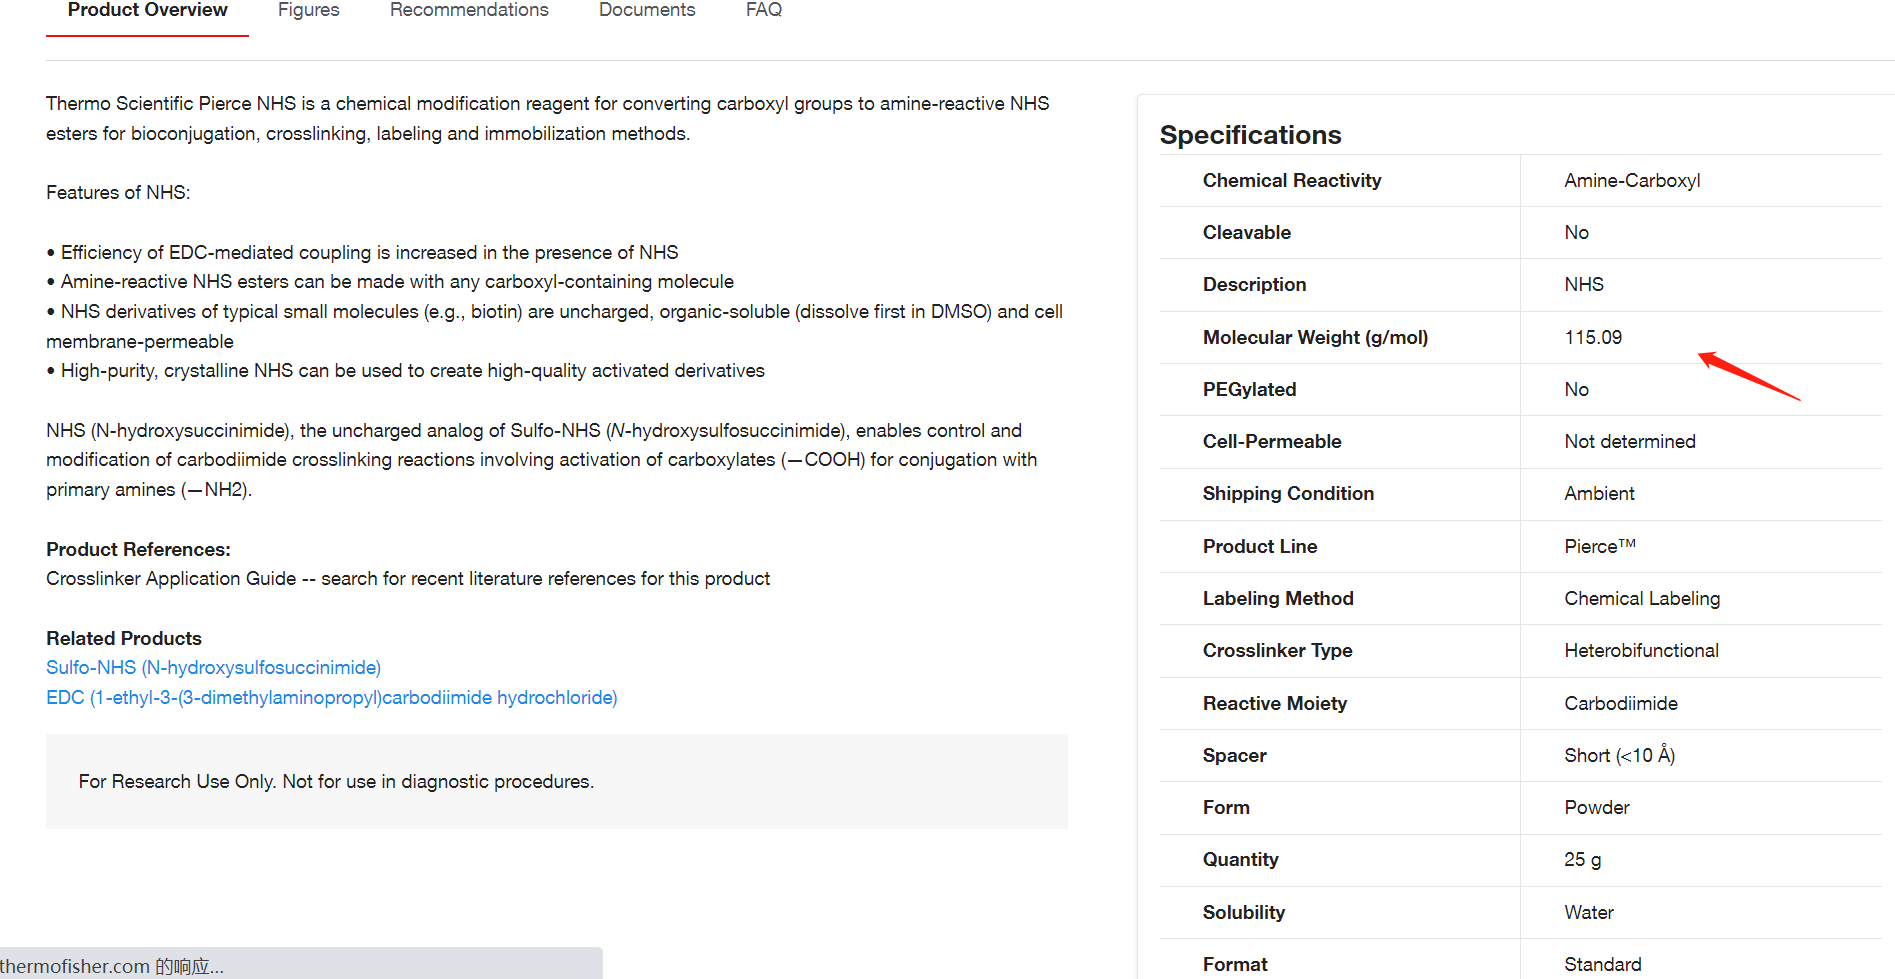 Product Overview Figures Recommendations Documents FAQ
Thermo Scientific Pierce NHS is a chemical modification reagent for converting carboxyl groups to amine-reactive NHS
esters for bioconjugation, crosslinking, labeling and immobilization methods.
Features of NHS:
• Efficiency of EDC-mediated coupling is increased in the presence of NHS
• Amine-reactive NHS esters can be made with any carboxyl-containing molecule
• NHS derivatives of typical small molecules (e.g., biotin) are uncharged, organic-soluble (dissolve first in DMSO) and cell
membrane-permeable
• High-purity, crystalline NHS can be used to create high-quality activated derivatives
NHS (N-hydroxysuccinimide), the uncharged analog of Sulfo-NHS (N-hydroxysulfosuccinimide), enables control and
modification of carbodiimide crosslinking reactions involving activation of carboxylates (—COOH) for conjugation with
primary amines (—NH2).
Product References:
Crosslinker Application Guide -- search for recent literature references for this product
Related Products
Sulfo-NHS (N-hydroxysulfosuccinimide)
EDC (1-ethyl-3-(3-dimethylaminopropyl)carbodiimide hydrochloride)
For Research Use Only. Not for use in diagnostic procedures.
Specifications
Chemical Reactivity Amine-Carboxyl
Cleavable No
Description NHS
Molecular Weight (g/mol) 115.09
PEGylated No
Cell-Permeable Not determined
Shipping Condition Ambient
Product Line Pierce™
Labeling Method Chemical Labeling
Crosslinker Type Heterobifunctional
Reactive Moiety Carbodiimide
Spacer Short (<10 Å)
Form Powder
Quantity 25 g
Solubility Water
Format Standard
thermofisher.com 的响应...